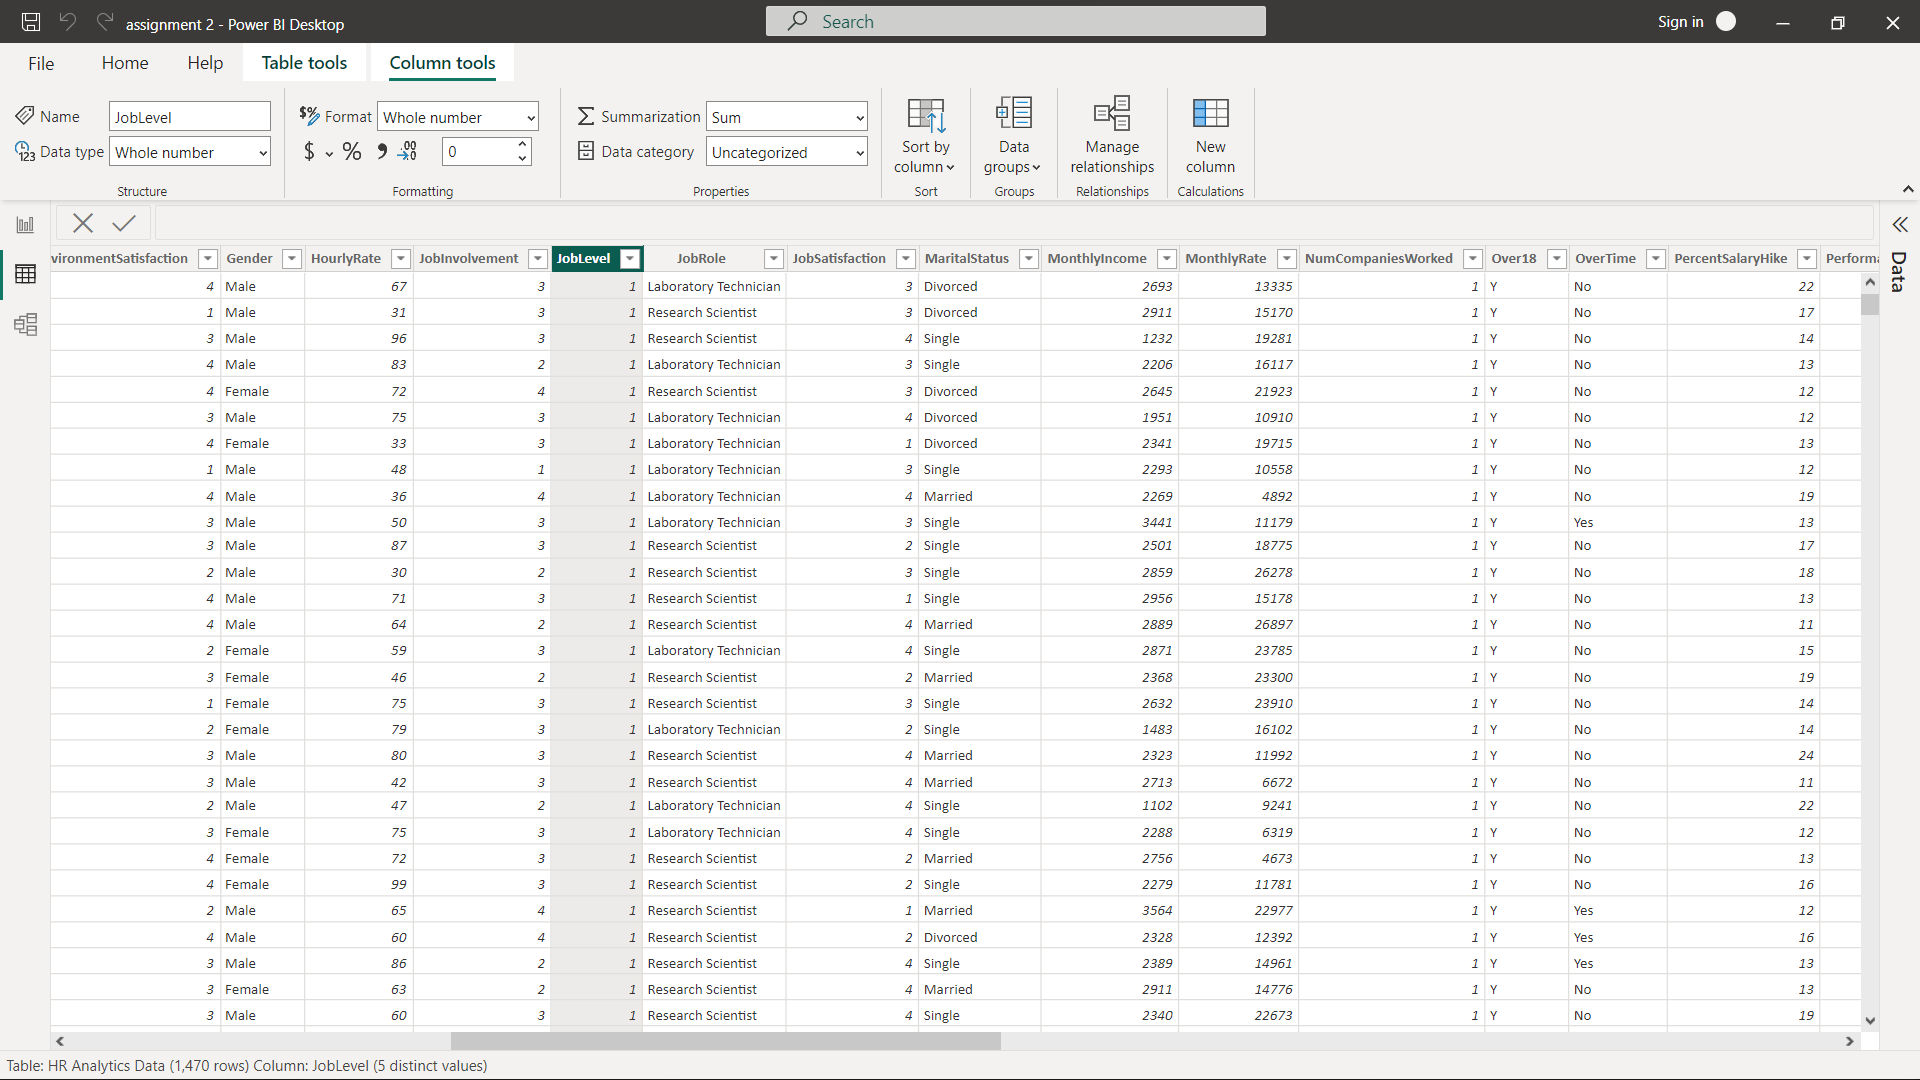 assignment 2 - Power BI Desktop
Search
Sign in
File Home Help Table tools Column tools
Name JobLevel $% Format Whole number Summarization Sum Sort by column Data groups Manage relationships New column
Data type Whole number $ % 0 Data category Uncategorized
Structure Formatting Properties Sort Groups Relationships Calculations
Data
vironmentSatisfaction Gender HourlyRate JobInvolvement JobLevel JobRole JobSatisfaction MaritalStatus MonthlyIncome MonthlyRate NumCompaniesWorked Over18 OverTime PercentSalaryHike Performa
4 Male 67 3 1 Laboratory Technician 3 Divorced 2693 13335 1 Y No 22
1 Male 31 3 1 Research Scientist 3 Divorced 2911 15170 1 Y No 17
3 Male 96 3 1 Research Scientist 4 Single 1232 19281 1 Y No 14
4 Male 83 2 1 Laboratory Technician 3 Single 2206 16117 1 Y No 13
4 Female 72 4 1 Research Scientist 3 Divorced 2645 21923 1 Y No 12
3 Male 75 3 1 Laboratory Technician 4 Divorced 1951 10910 1 Y No 12
4 Female 33 3 1 Laboratory Technician 1 Divorced 2341 19715 1 Y No 13
1 Male 48 1 1 Laboratory Technician 3 Single 2293 10558 1 Y No 12
4 Male 36 4 1 Laboratory Technician 4 Married 2269 4892 1 Y No 19
3 Male 50 3 1 Laboratory Technician 3 Single 3441 11179 1 Y Yes 13
3 Male 87 3 1 Research Scientist 2 Single 2501 18775 1 Y No 17
2 Male 30 2 1 Research Scientist 3 Single 2859 26278 1 Y No 18
4 Male 71 3 1 Research Scientist 1 Single 2956 15178 1 Y No 13
4 Male 64 2 1 Research Scientist 4 Married 2889 26897 1 Y No 11
2 Female 59 3 1 Laboratory Technician 4 Single 2871 23785 1 Y No 15
3 Female 46 2 1 Research Scientist 2 Married 2368 23300 1 Y No 19
1 Female 75 3 1 Research Scientist 3 Single 2632 23910 1 Y No 14
2 Female 79 3 1 Laboratory Technician 2 Single 1483 16102 1 Y No 14
3 Male 80 3 1 Research Scientist 4 Married 2323 11992 1 Y No 24
3 Male 42 3 1 Research Scientist 4 Married 2713 6672 1 Y No 11
2 Male 47 2 1 Laboratory Technician 4 Single 1102 9241 1 Y No 22
3 Female 75 3 1 Laboratory Technician 4 Single 2288 6319 1 Y No 12
4 Female 72 3 1 Research Scientist 2 Married 2756 4673 1 Y No 13
4 Female 99 3 1 Research Scientist 2 Single 2279 11781 1 Y No 16
2 Male 65 4 1 Research Scientist 1 Married 3564 22977 1 Y Yes 12
4 Male 60 4 1 Research Scientist 2 Divorced 2328 12392 1 Y Yes 16
3 Male 86 2 1 Research Scientist 4 Single 2389 14961 1 Y Yes 13
3 Female 63 2 1 Research Scientist 4 Married 2911 14776 1 Y No 13
3 Male 60 3 1 Research Scientist 4 Single 2340 22673 1 Y No 19
Table: HR Analytics Data (1,470 rows) Column: JobLevel (5 distinct values)